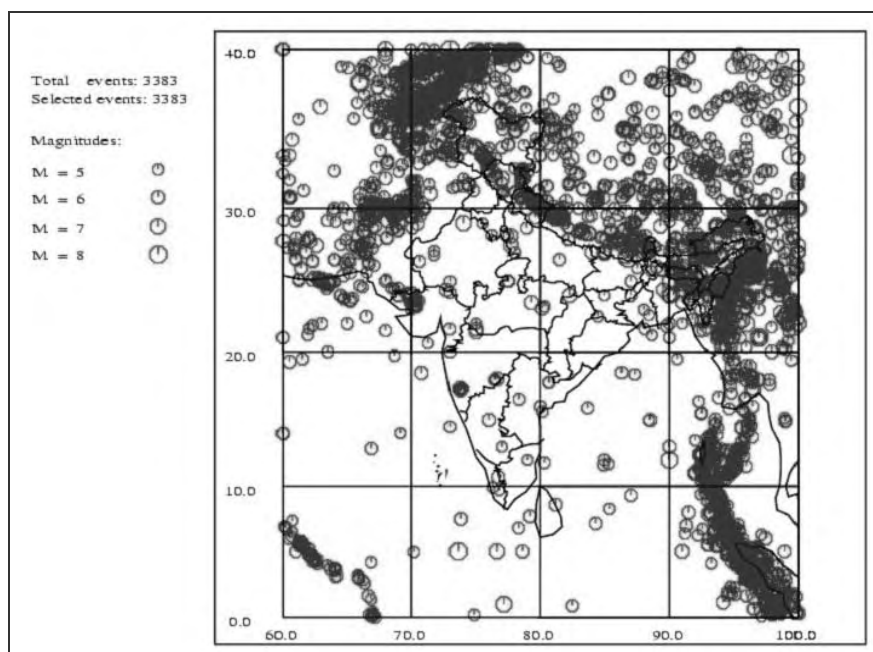 Total events: 3383
Selected events: 3383
Magnitudes:
M = 5
M = 6
M = 7
M = 8
40.0
30.0
20.0
10.0
0.0
60.0 70.0 80.0 90.0 100.0